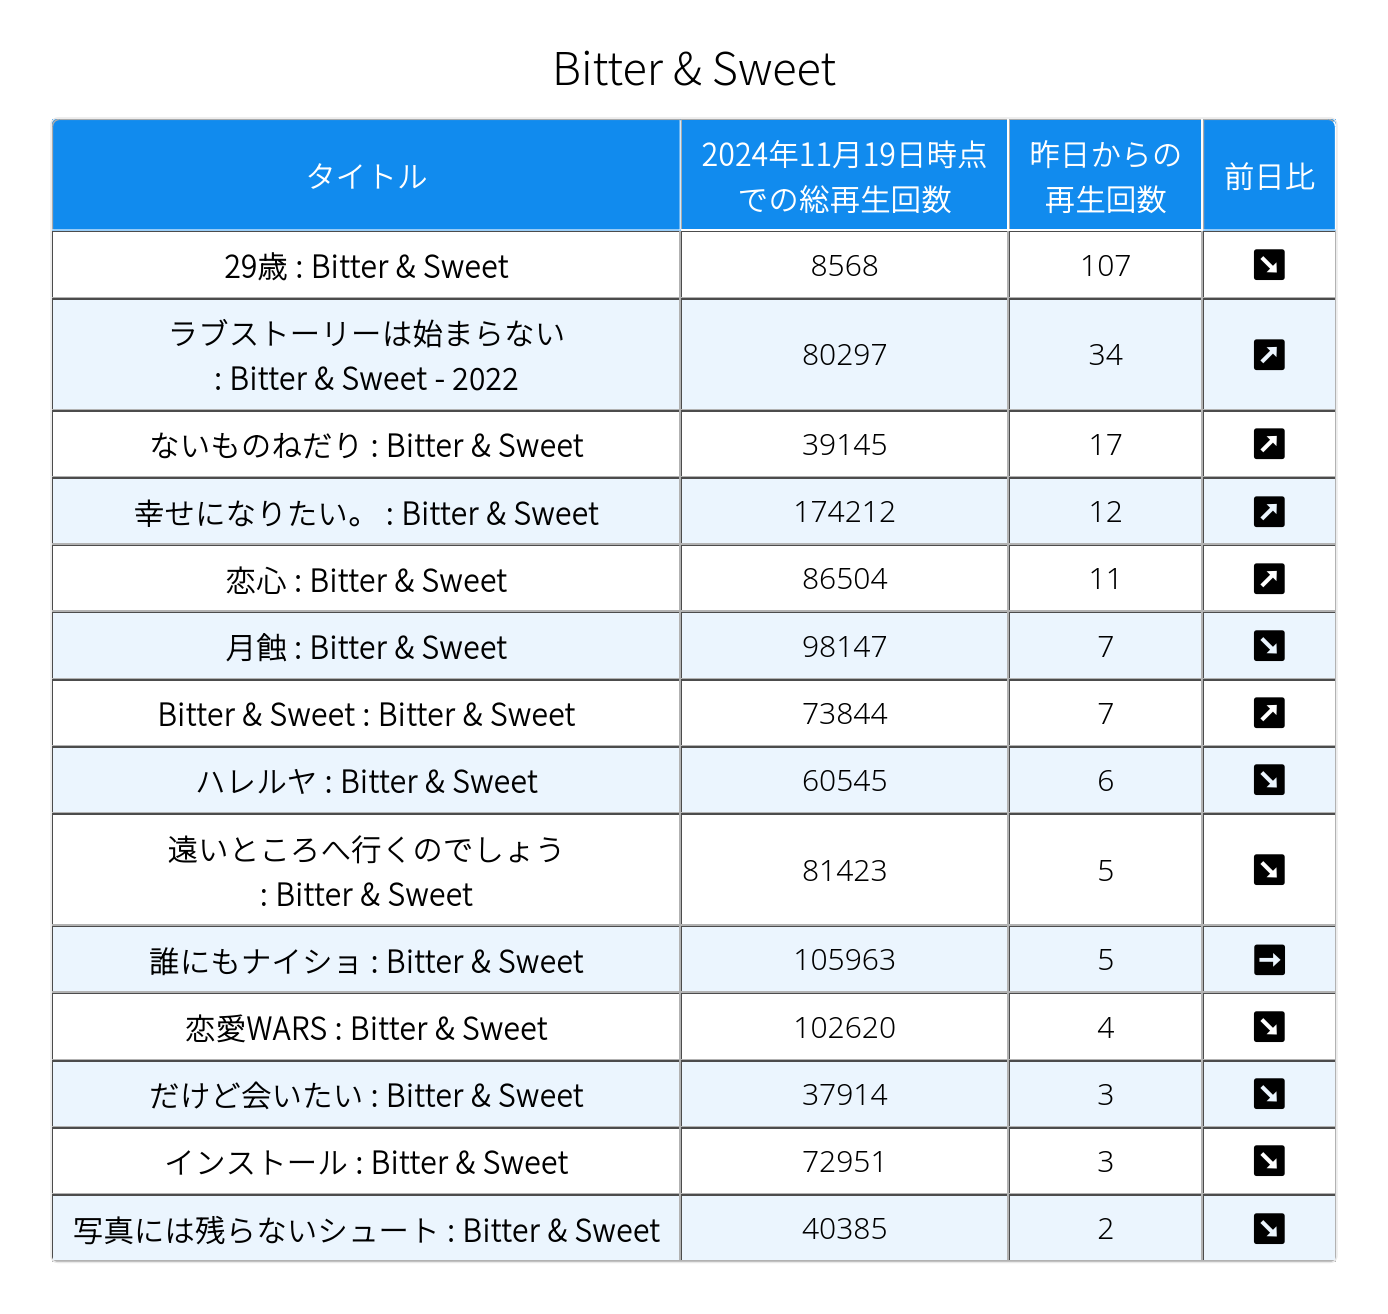 Bitter & Sweet
タイトル
2024年11月19日時点
での総再生回数
昨日からの
再生回数
前日比
29歳 : Bitter & Sweet
8568
107
ラブストーリーは始まらない
: Bitter & Sweet - 2022
80297
34
ないものねだり : Bitter & Sweet
39145
17
幸せになりたい。 : Bitter & Sweet
174212
12
恋心 : Bitter & Sweet
86504
11
月蝕 : Bitter & Sweet
98147
7
Bitter & Sweet : Bitter & Sweet
73844
7
ハレルヤ : Bitter & Sweet
60545
6
遠いところへ行くのでしょう
: Bitter & Sweet
81423
5
誰にもナイショ : Bitter & Sweet
105963
5
恋愛WARS : Bitter & Sweet
102620
4
だけど会いたい : Bitter & Sweet
37914
3
インストール : Bitter & Sweet
72951
3
写真には残らないシュート : Bitter & Sweet
40385
2